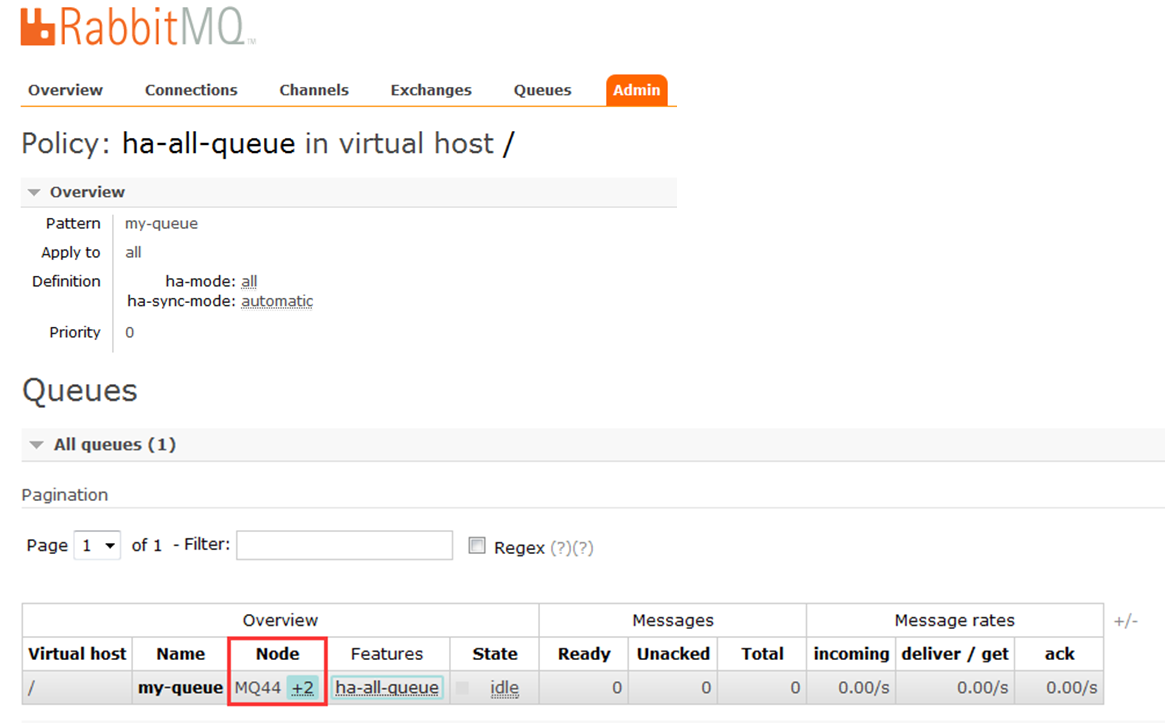 RabbitMQ™
Overview Connections Channels Exchanges Queues Admin
Policy: ha-all-queue in virtual host /
Overview
Pattern my-queue
Apply to all
Definition ha-mode: all
ha-sync-mode: automatic
Priority 0
Queues
All queues (1)
Pagination
Page 1 of 1 - Filter: Regex (?)(?)
Overview Messages Message rates +/-
Virtual host Name Node Features State Ready Unacked Total incoming deliver / get ack
/ my-queue MQ44 +2 ha-all-queue idle 0 0 0 0.00/s 0.00/s 0.00/s